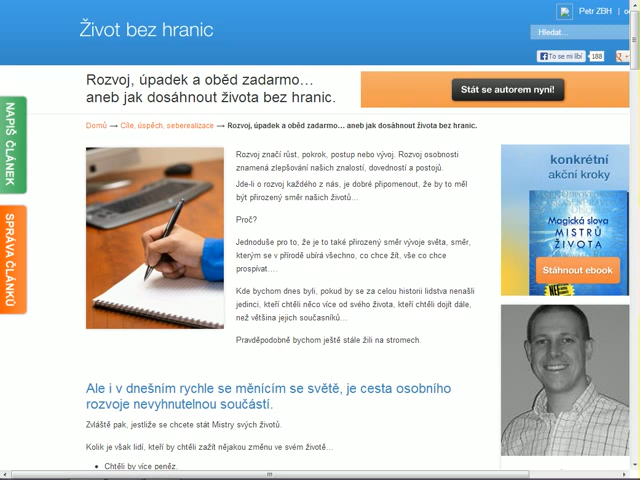 Život bez hranic
Petr ZBH | o
Hledat...
To se mi líbí 188
Rozvoj, úpadek a oběd zadarmo…
aneb jak dosáhnout života bez hranic.
Stát se autorem nyní!
NAPIŠ ČLÁNEK
SPRÁVA ČLÁNKŮ
Domů → Cíle, úspěch, seberealizace → Rozvoj, úpadek a oběd zadarmo… aneb jak dosáhnout života bez hranic.
Rozvoj značí růst, pokrok, postup nebo vývoj. Rozvoj osobnosti
znamená zlepšování našich znalostí, dovedností a postojů.
Jde-li o rozvoj každého z nás, je dobré připomenout, že by to měl
být přirozený směr našich životů…
Proč?
Jednoduše pro to, že je to také přirozený směr vývoje světa, směr,
kterým se v přírodě ubírá všechno, co chce žít, vše co chce
prospívat….
Kde bychom dnes byli, pokud by se za celou historii lidstva nenašli
jedinci, kteří chtěli něco více od svého života, kteří chtěli dojít dále,
než většina jejich současníků…
Pravděpodobně bychom ještě stále žili na stromech.
konkrétní
akční kroky
Magická slova
MISTRŮ
ŽIVOTA
Stáhnout ebook
Ale i v dnešním rychle se měnícím se světě, je cesta osobního
rozvoje nevyhnutelnou součástí.
Zvláště pak, jestliže se chcete stát Mistry svých životů.
Kolik je však lidí, kteří by chtěli zažít nějakou změnu ve svém životě…
Chtěli by více peněz.